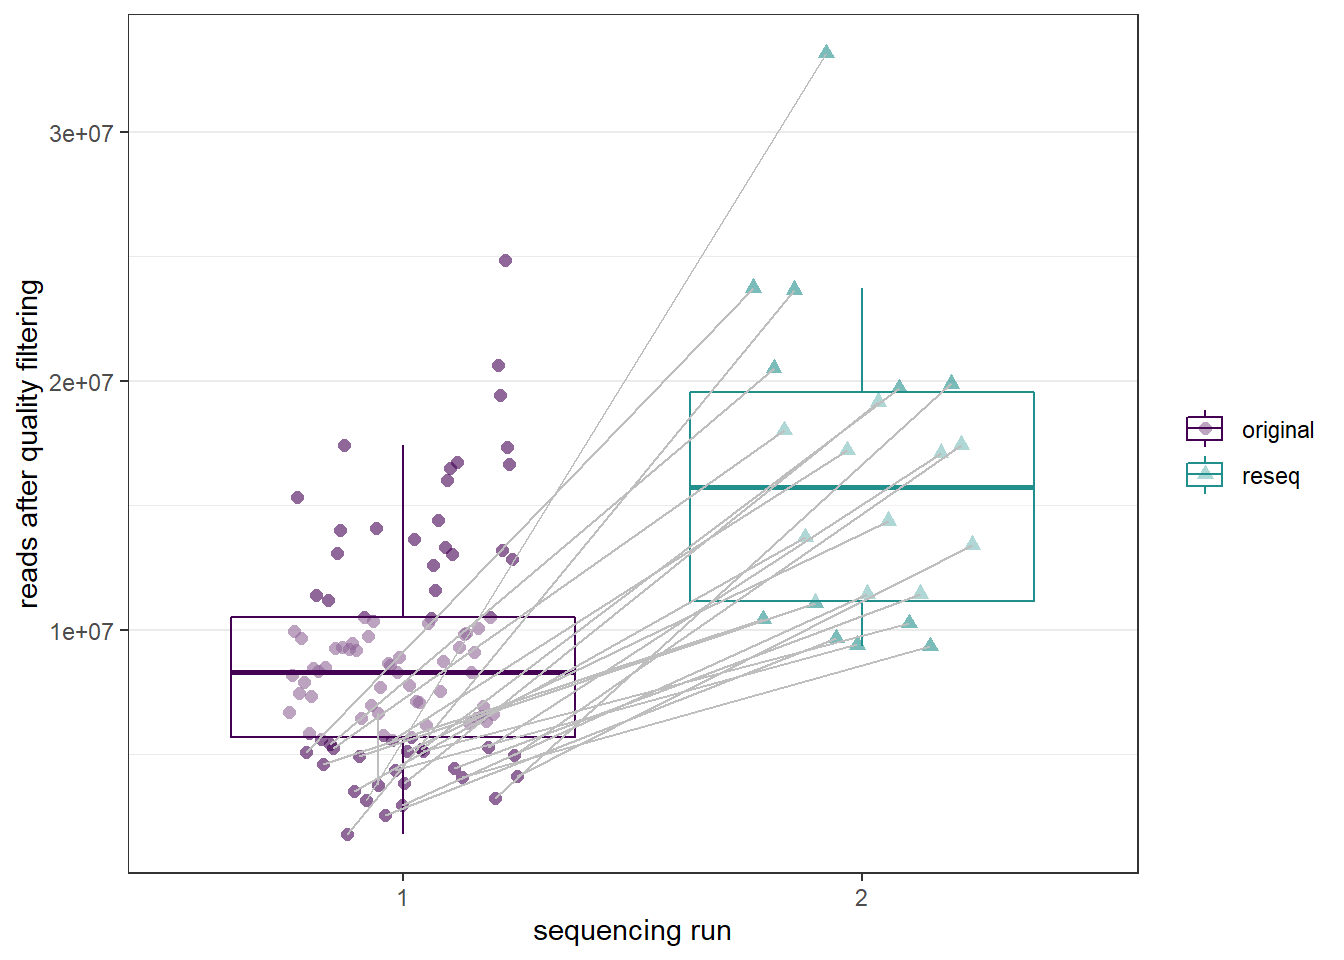 reads after quality filtering
3e+07
2e+07
1e+07
1
2
sequencing run
original
reseq